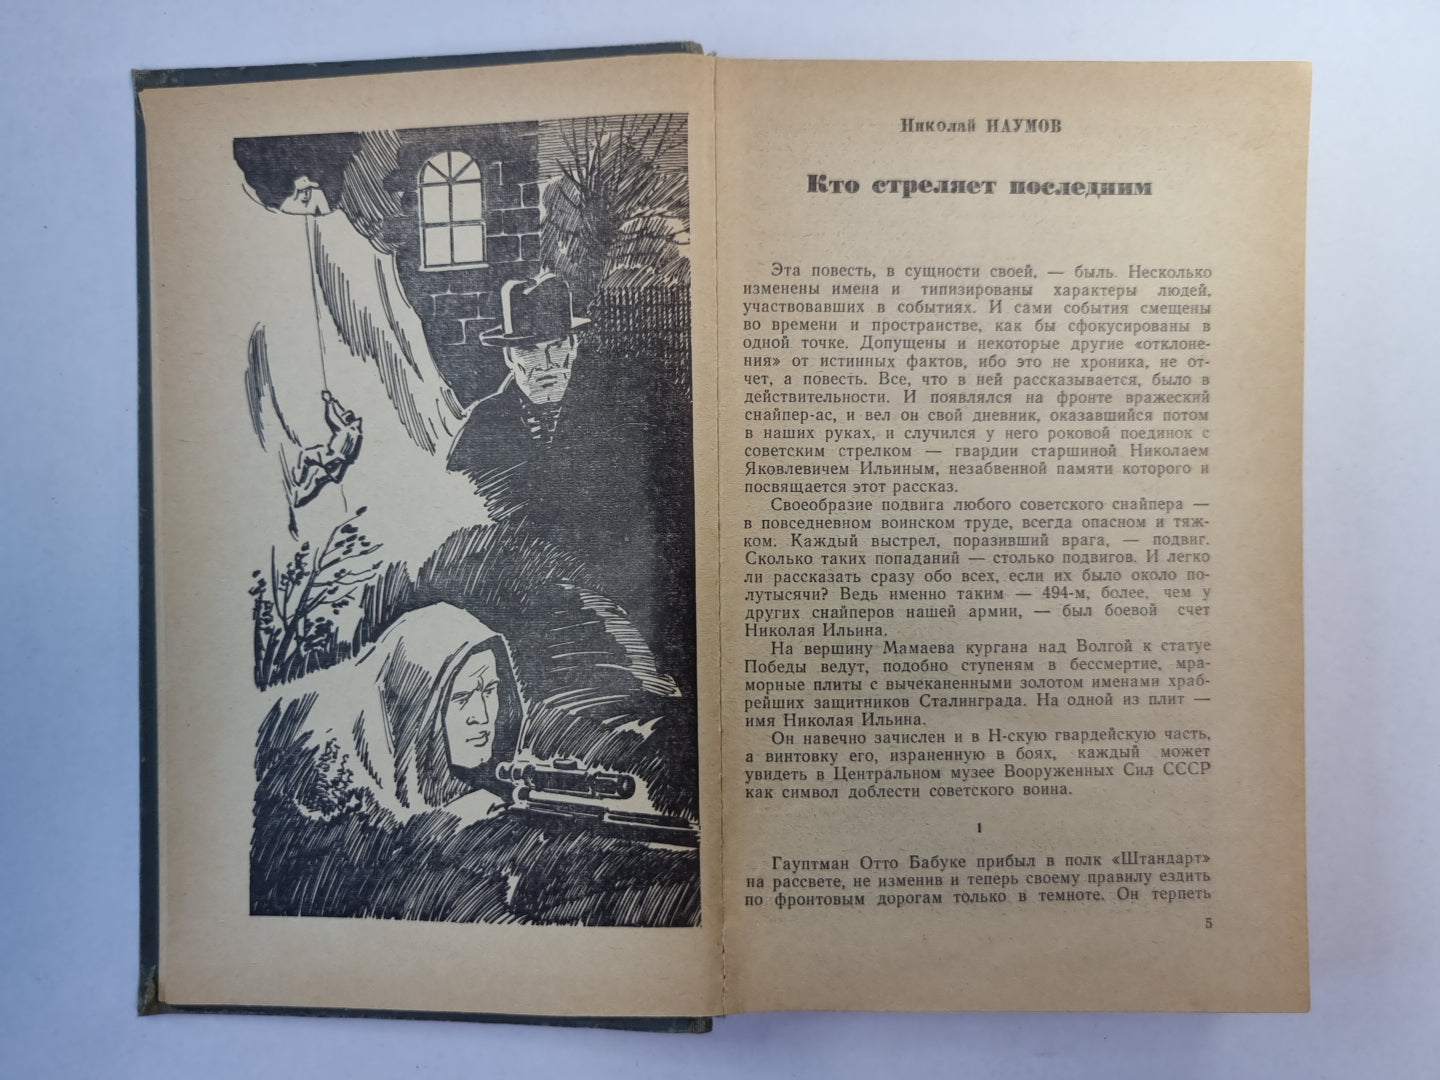 Николай НАУМОВ
Кто стреляет последним
Эта повесть, в сущности своей, — быль. Несколько
изменены имена и типизированы характеры людей,
участвовавших в событиях. И сами события смещены
во времени и пространстве, как бы сфокусированы в
одной точке. Допущены и некоторые другие «отклоне-
ния» от истинных фактов, ибо это не хроника, не от-
чет, а повесть. Все, что в ней рассказывается, было в
действительности. И появлялся на фронте вражеский
снайпер-ас, и вел он свой дневник, оказавшийся потом
в наших руках, и случился у него роковой поединок с
советским стрелком — гвардии старшиной Николаем
Яковлевичем Ильиным, незабвенной памяти которого и
посвящается этот рассказ.
Своеобразие подвига любого советского снайпера —
в повседневном воинском труде, всегда опасном и тяж-
ком. Каждый выстрел, поразивший врага, — подвиг.
Сколько таких попаданий — столько подвигов. И легко
ли рассказать сразу обо всех, если их было около по-
лутысячи? Ведь именно таким — 494-м, более, чем у
других снайперов нашей армии, — был боевой счет
Николая Ильина.
На вершину Мамаева кургана над Волгой к статуе
Победы ведут, подобно ступеням в бессмертие, мра-
морные плиты с вычеканенными золотом именами храб-
рейших защитников Сталинграда. На одной из плит —
имя Николая Ильина.
Он навечно зачислен и в Н-скую гвардейскую часть,
а винтовку его, израненную в боях, каждый может
увидеть в Центральном музее Вооруженных Сил СССР
как символ доблести советского воина.
1
Гауптман Отто Бабуке прибыл в полк «Штандарт»
на рассвете, не изменив и теперь своему правилу ездить
по фронтовым дорогам только в темноте. Он терпеть
5